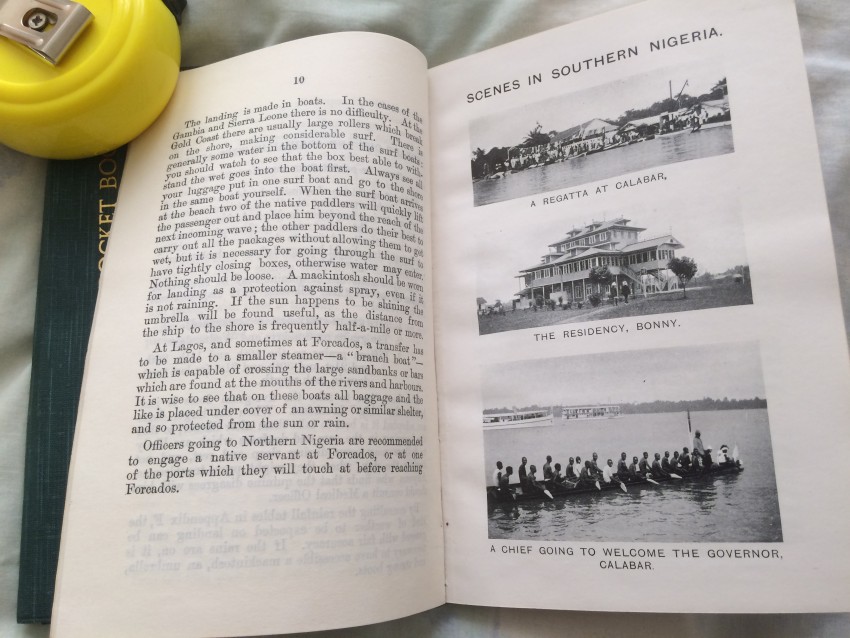 OCKET BO
10
The landing is made in boats. In the cases of the
Gambia and Sierra Leone there is no difficulty. At the
Gold Coast there are usually large rollers which break
on the shore, making considerable surf. There is
generally some water in the bottom of the surf boats;
you should watch to see that the box best able to with-
stand the wet goes into the boat first. Always see all
your luggage put in one surf boat and go to the shore
in the same boat yourself. When the surf boat arrives
at the beach two of the native paddlers will quickly lift
the passenger out and place him beyond the reach of the
next incoming wave; the other paddlers do their best to
carry out all the packages without allowing them to get
wet, but it is necessary for going through the surf to
have tightly closing boxes, otherwise water may enter.
Nothing should be loose. A mackintosh should be worn
for landing as a protection against spray, even if it
is not raining. If the sun happens to be shining the
umbrella will be found useful, as the distance from
the ship to the shore is frequently half-a-mile or more.
At Lagos, and sometimes at Forcados, a transfer has
to be made to a smaller steamer—a "branch boat"—
which is capable of crossing the large sandbanks or bars
which are found at the mouths of the rivers and harbours.
It is wise to see that on these boats all baggage and the
like is placed under cover of an awning or similar shelter,
and so protected from the sun or rain.
Officers going to Northern Nigeria are recommended
to engage a native servant at Forcados, or at one
of the ports which they will touch at before reaching
Forcados.
SCENES IN SOUTHERN NIGERIA.
A REGATTA AT CALABAR,
THE RESIDENCY, BONNY.
A CHIEF GOING TO WELCOME THE GOVERNOR,
CALABAR.